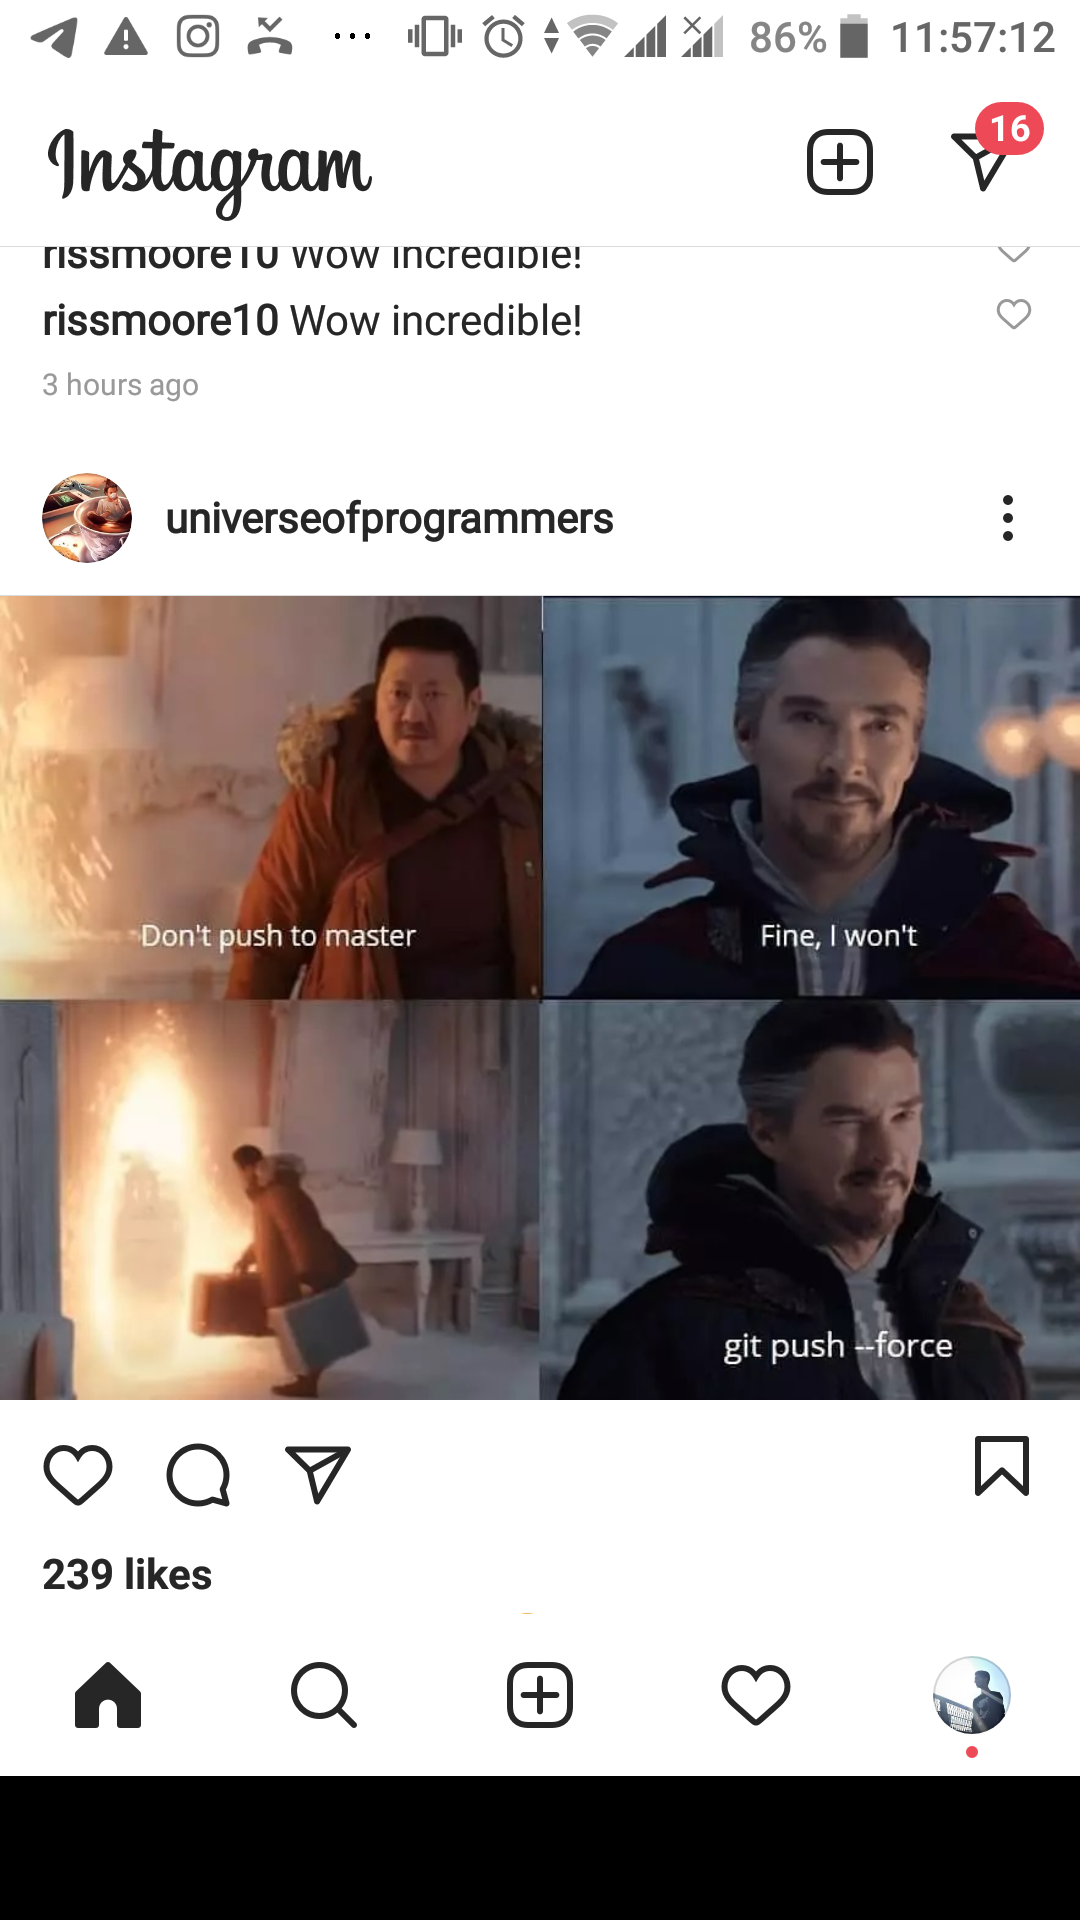 86% 11:57:12
Instagram
16
rissmoore10 Wow incredible!
rissmoore10 Wow incredible!
3 hours ago
universeofprogrammers
Don't push to master
Fine, I won't
git push --force
239 likes